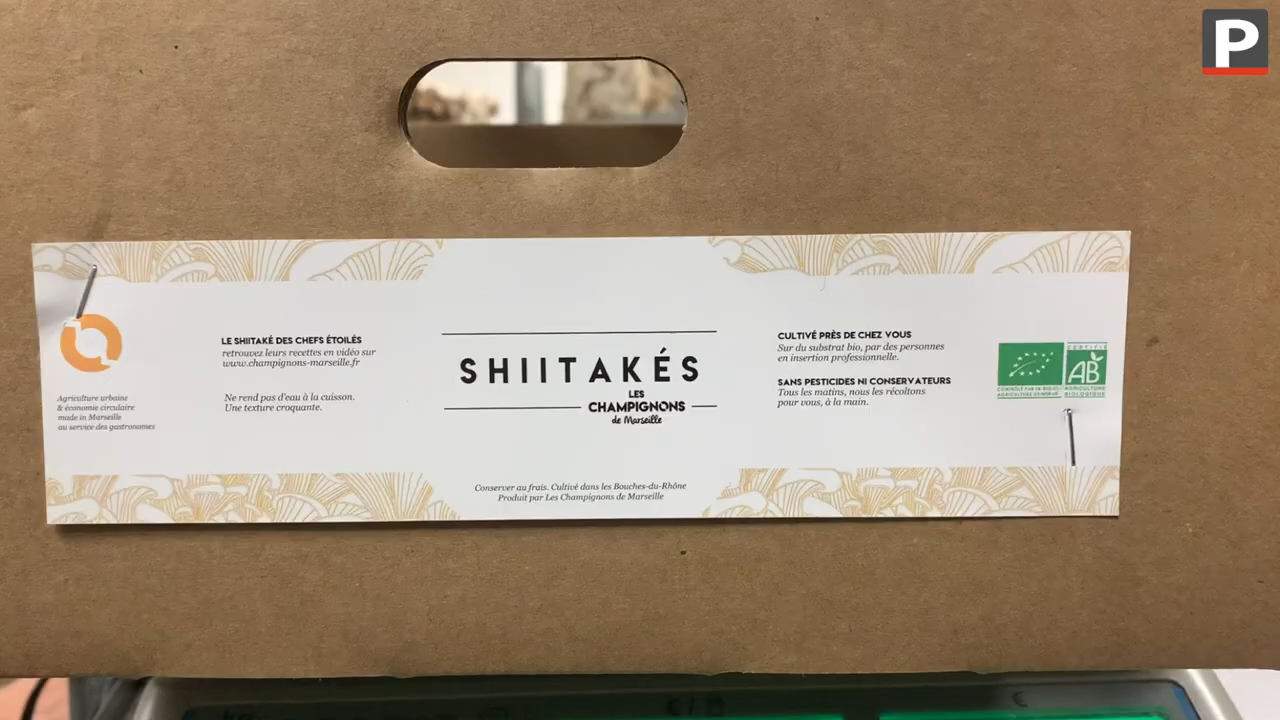 P
LE SHIITAKÉ DES CHEFS ÉTOILÉS
retrouvez leurs recettes en vidéo sur
www.champignons-marseille.fr
Ne rend pas d'eau à la cuisson.
Une texture croquante.
Agriculture urbaine
& économie circulaire
made in Marseille
au service des gastronomes
SHIITAKÉS
LES
CHAMPIGNONS
de Marseille
Conserver au frais. Cultivé dans les Bouches-du-Rhône
Produit par Les Champignons de Marseille
CULTIVÉ PRÈS DE CHEZ VOUS
Sur du substrat bio, par des personnes
en insertion professionnelle.
SANS PESTICIDES NI CONSERVATEURS
Tous les matins, nous les récoltons
pour vous, à la main.
CERTIFIÉ
AB
AGRICULTURE
BIOLOGIQUE